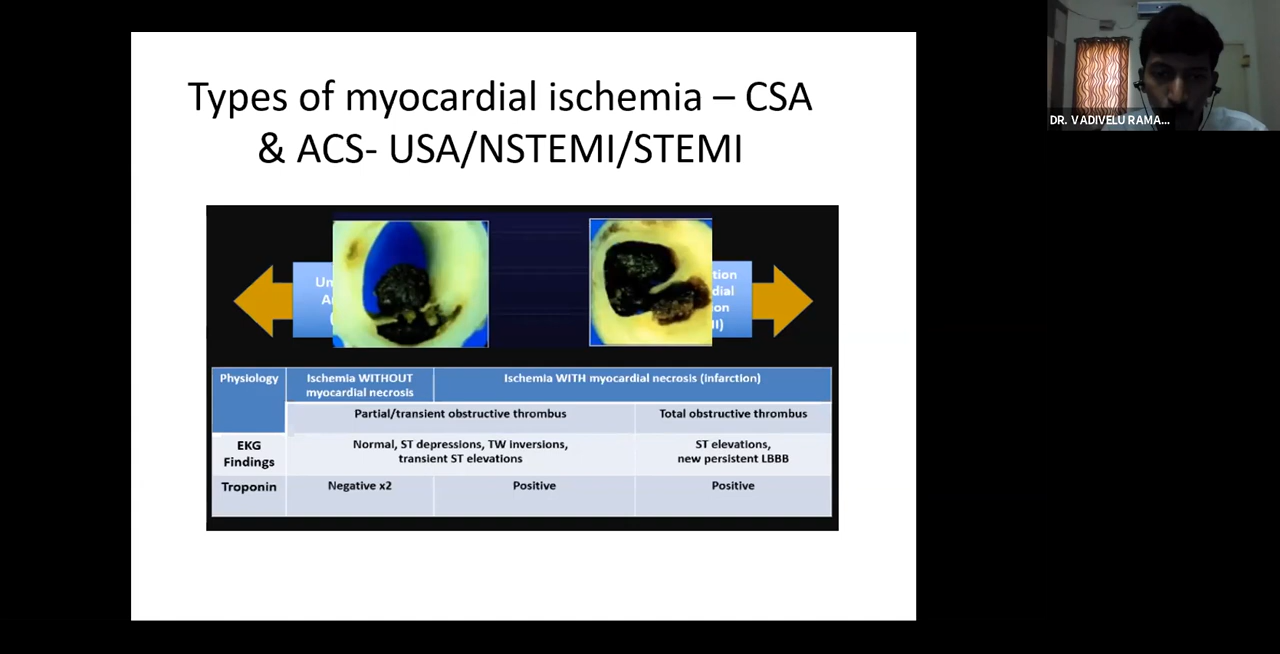 Types of myocardial ischemia – CSA
& ACS- USA/NSTEMI/STEMI
DR. VADIVELU RAMA...
Physiology
Ischemia WITHOUT
myocardial necrosis
Ischemia WITH myocardial necrosis (infarction)
Partial/transient obstructive thrombus
Total obstructive thrombus
EKG
Findings
Normal, ST depressions, TW inversions,
transient ST elevations
ST elevations,
new persistent LBBB
Troponin
Negative x2
Positive
Positive